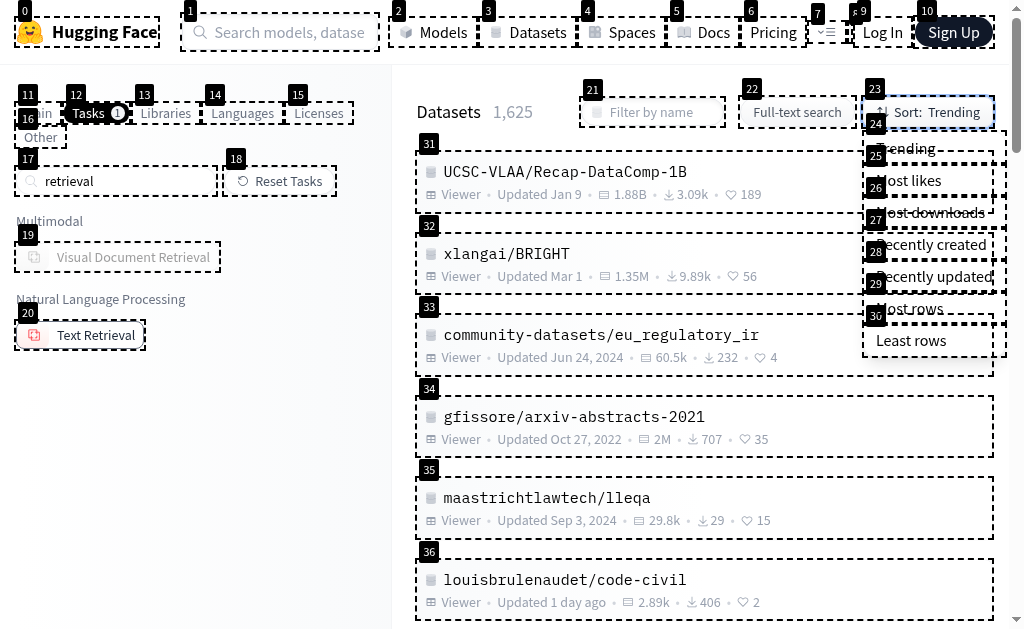 0 1 2 3 4 5 6 7 9 10
Hugging Face Search models, datase Models Datasets Spaces Docs Pricing Log In Sign Up
11 12 13 14 15
Tasks 1 Libraries Languages Licenses
16
Other
17 18
retrieval Reset Tasks
Multimodal
19
Visual Document Retrieval
Natural Language Processing
20
Text Retrieval
21 22 23
Datasets 1,625 Filter by name Full-text search Sort: Trending
24
Trending
25
Most likes
26
Most downloads
27
Recently created
28
Recently updated
29
Most rows
30
Least rows
31
UCSC-VLAA/Recap-DataComp-1B
Viewer • Updated Jan 9 • 1.88B • 3.09k • 189
32
xlangai/BRIGHT
Viewer • Updated Mar 1 • 1.35M • 9.89k • 56
33
community-datasets/eu_regulatory_ir
Viewer • Updated Jun 24, 2024 • 60.5k • 232 • 4
34
gfissore/arxiv-abstracts-2021
Viewer • Updated Oct 27, 2022 • 2M • 707 • 35
35
maastrichtlawtech/lleqa
Viewer • Updated Sep 3, 2024 • 29.8k • 29 • 15
36
louisbrulenaudet/code-civil
Viewer • Updated 1 day ago • 2.89k • 406 • 2